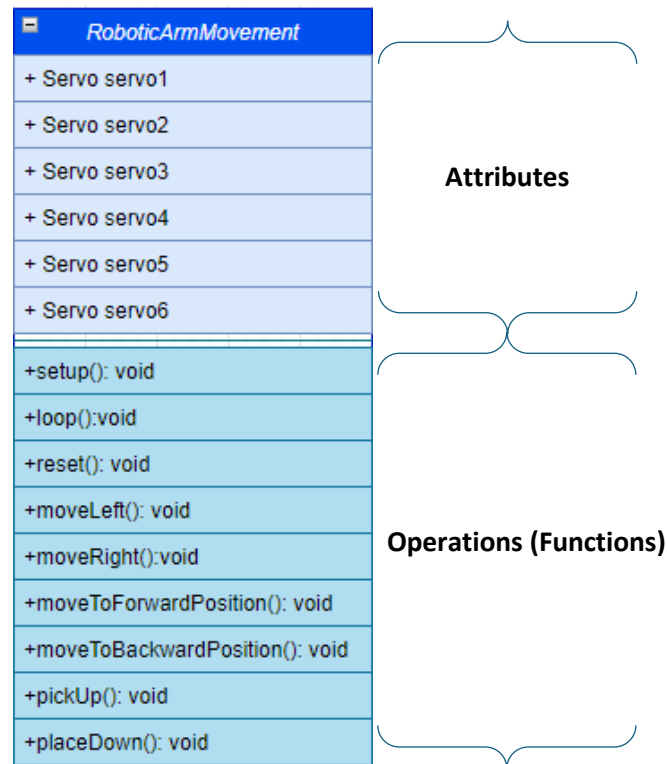 RoboticArmMovement
+ Servo servo1
+ Servo servo2
+ Servo servo3
+ Servo servo4
+ Servo servo5
+ Servo servo6
Attributes
+setup(): void
+loop():void
+reset(): void
+moveLeft(): void
+moveRight():void
+moveToForwardPosition(): void
+moveToBackwardPosition(): void
+pickUp(): void
+placeDown(): void
Operations (Functions)